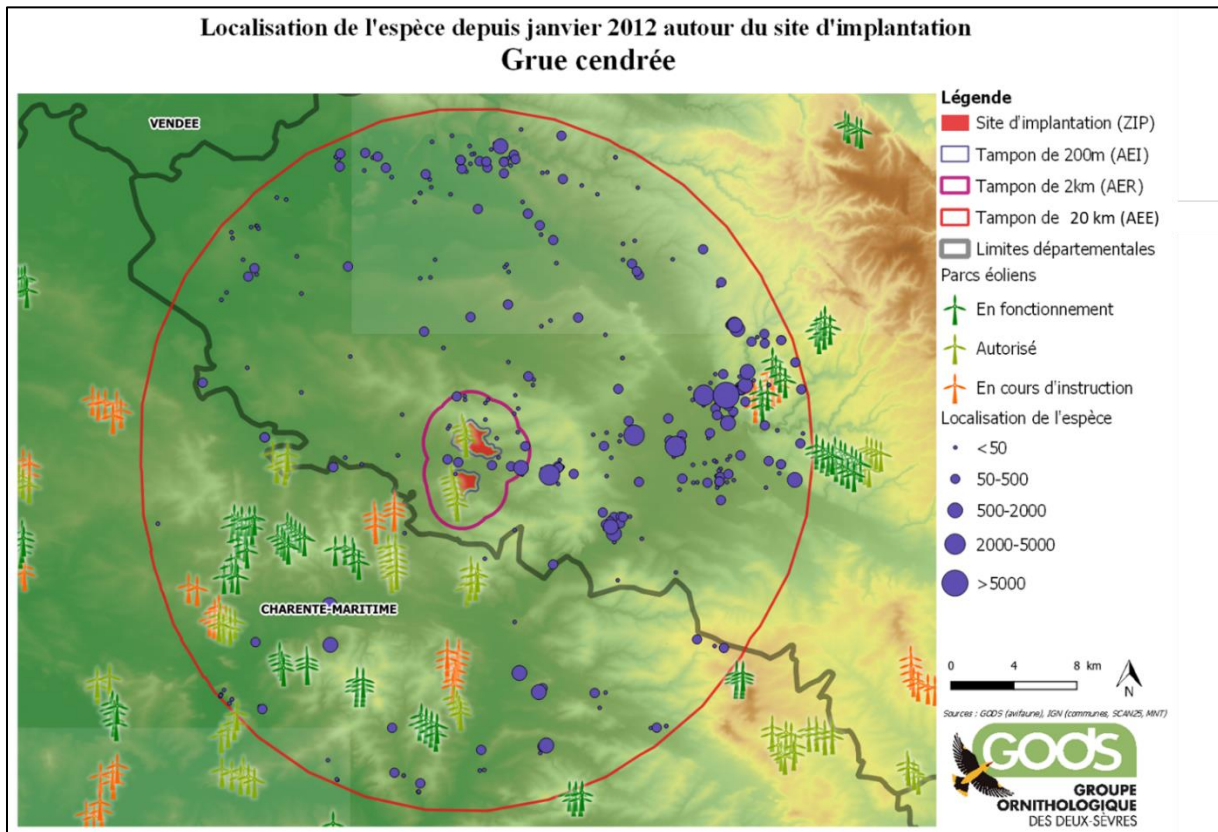 Localisation de l'espèce depuis janvier 2012 autour du site d'implantation
Grue cendrée
VENDEE
CHARENTE-MARITIME
Légende
Site d'implantation (ZIP)
Tampon de 200m (AEI)
Tampon de 2km (AER)
Tampon de 20 km (AEE)
Limites départementales
Parcs éoliens
En fonctionnement
Autorisé
En cours d'instruction
Localisation de l'espèce
<50
50-500
500-2000
2000-5000
>5000
0 4 8 km
N
Sources : GODS (avifaune), IGN (communes, SCAN25, MNT)
GODS
GROUPE
ORNITHOLOGIQUE
DES DEUX-SÈVRES